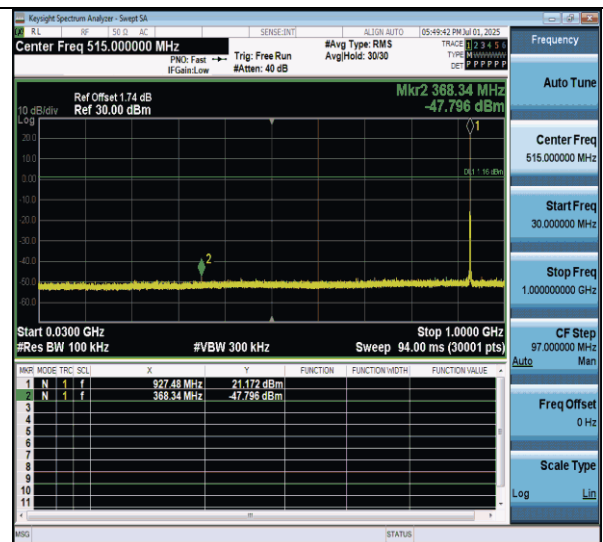 Keysight Spectrum Analyzer - Swept SA
RL RF 50 Ω AC SENSE:INT ALIGN AUTO 05:49:42 PM Jul 01, 2025
Center Freq 515.000000 MHz
PNO: Fast
IFGain:Low
Trig: Free Run
#Atten: 40 dB
#Avg Type: RMS
Avg|Hold: 30/30
TRACE 1 2 3 4 5 6
TYPE M
DET P P P P P P
Ref Offset 1.74 dB
10 dB/div Ref 30.00 dBm
Log
Mkr2 368.34 MHz
-47.796 dBm
1
20.0
10.0
0.00
-10.0
-20.0
-30.0
-40.0
-50.0
-60.0
2
Start 0.0300 GHz Stop 1.0000 GHz
#Res BW 100 kHz #VBW 300 kHz Sweep 94.00 ms (30001 pts)
MKR MODE TRC SCL X Y FUNCTION FUNCTION WIDTH FUNCTION VALUE
1 N 1 f 927.48 MHz 21.172 dBm
2 N 1 f 368.34 MHz -47.796 dBm
3
4
5
6
7
8
9
10
11
MSG STATUS
Frequency
Auto Tune
Center Freq
515.000000 MHz
Start Freq
30.000000 MHz
Stop Freq
1.000000000 GHz
CF Step
97.000000 MHz
Auto Man
Freq Offset
0 Hz
Scale Type
Log Lin